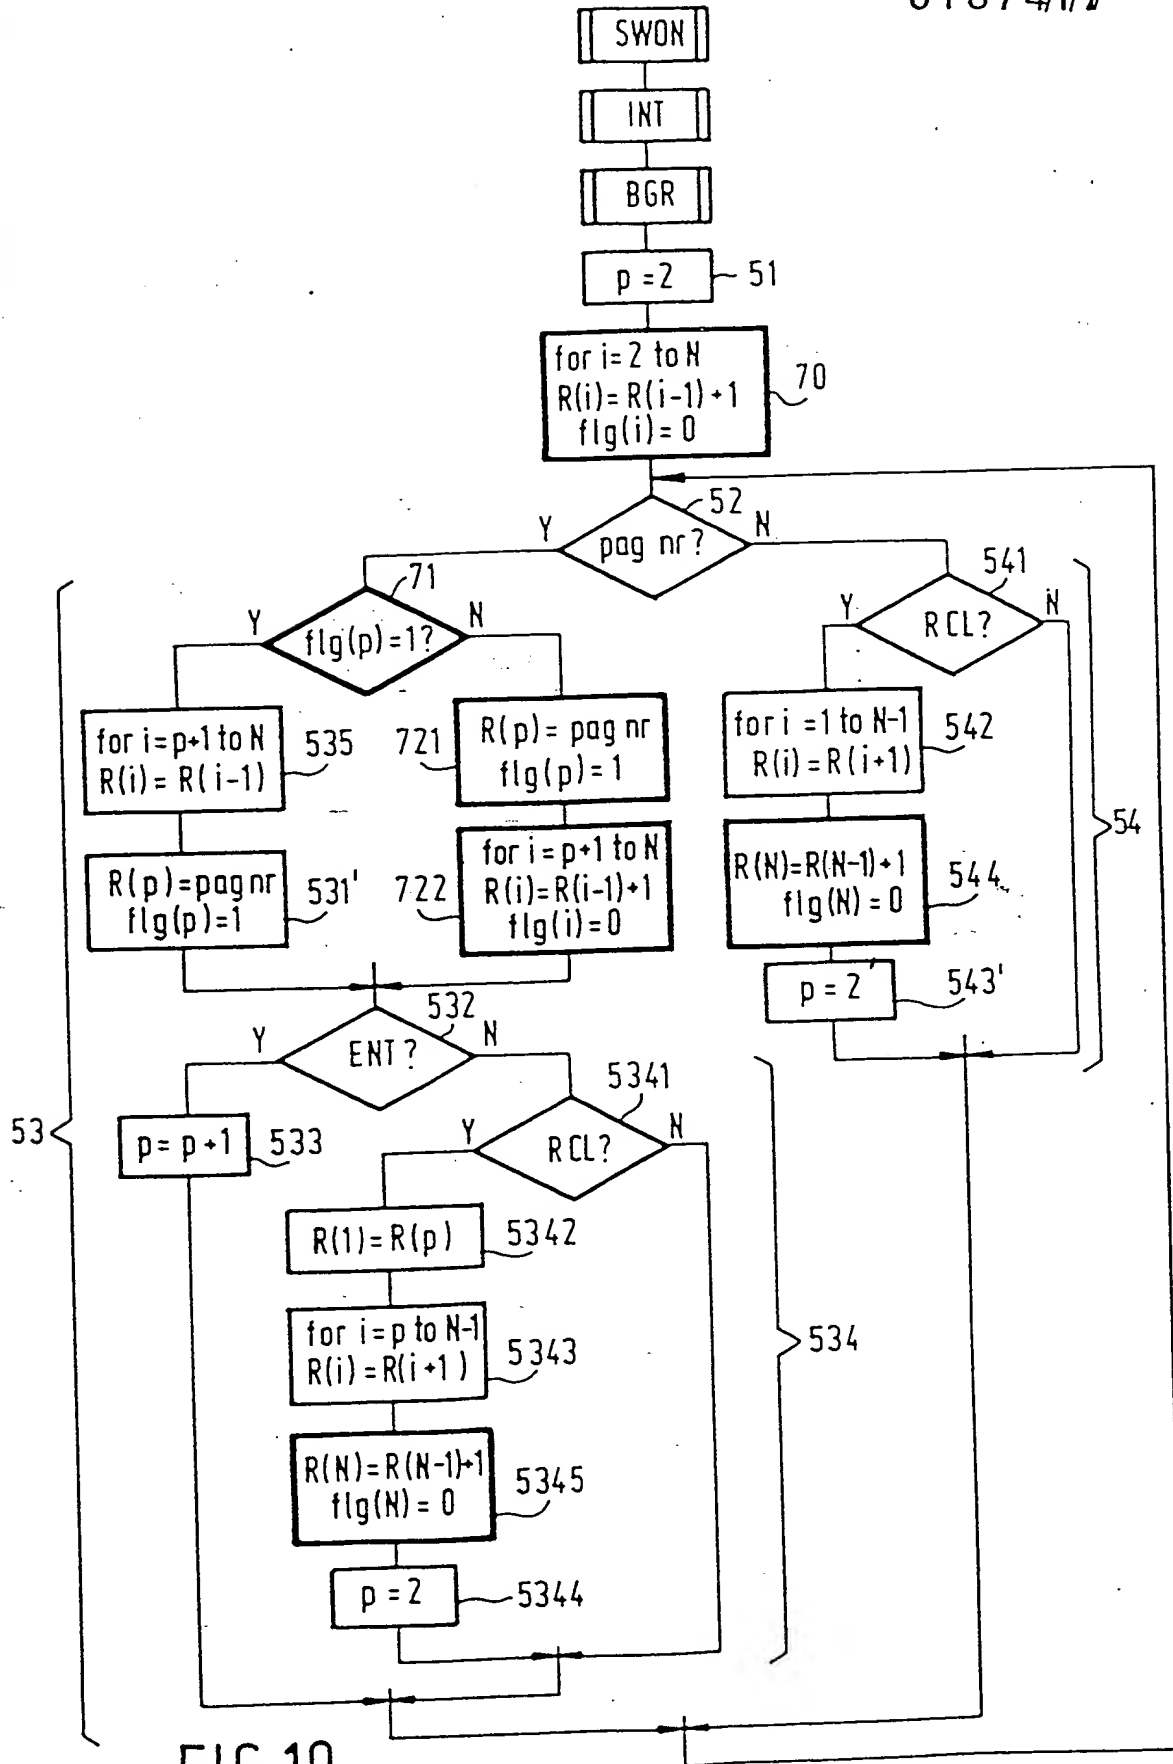 SWON
INT
BGR
p = 2
51
for i = 2 to N
R(i) = R(i-1) + 1
flg(i) = 0
70
52
Y
pag nr?
N
71
Y
flg(p) = 1?
N
541
Y
RCL?
N
for i = p+1 to N
R(i) = R(i-1)
535
721
R(p) = pag nr
flg(p) = 1
for i = 1 to N-1
R(i) = R(i+1)
542
R(p) = pag nr
flg(p) = 1
531'
722
for i = p+1 to N
R(i) = R(i-1)+1
flg(i) = 0
R(N) = R(N-1)+1
flg(N) = 0
544
54
p = 2'
543'
532
Y
ENT?
N
53
p = p+1
533
5341
Y
RCL?
N
R(1) = R(p)
5342
for i = p to N-1
R(i) = R(i+1)
5343
534
R(N) = R(N-1)+1
flg(N) = 0
5345
p = 2
5344
FIG.10